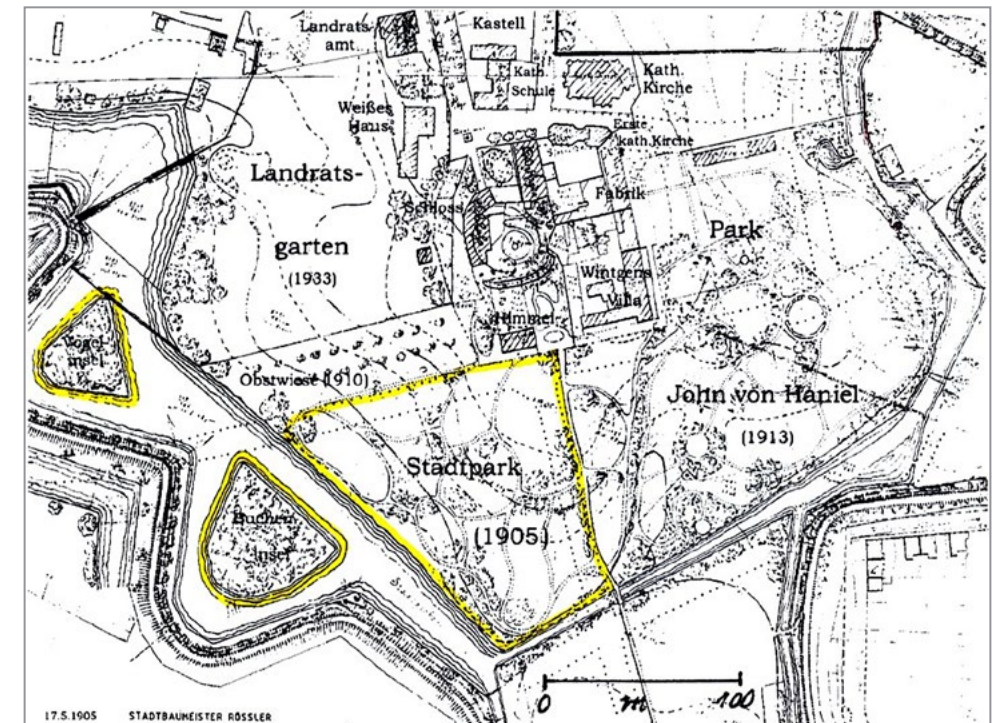 Landrats-
amt
Kastell
Kath.
Schule
Kath.
Kirche
Weißes
Haus
Erste
kath. Kirche
Landrats-
garten
(1933)
Schloss
Fabrik
Park
Wintgens
Villa
Himmel
Vogel
insel
Obstwiese (1910)
John von Haniel
(1913)
Stadtpark
(1905)
Buchen
insel
0 m 100
17.5.1905 STADTBAUMEISTER RÖSSLER